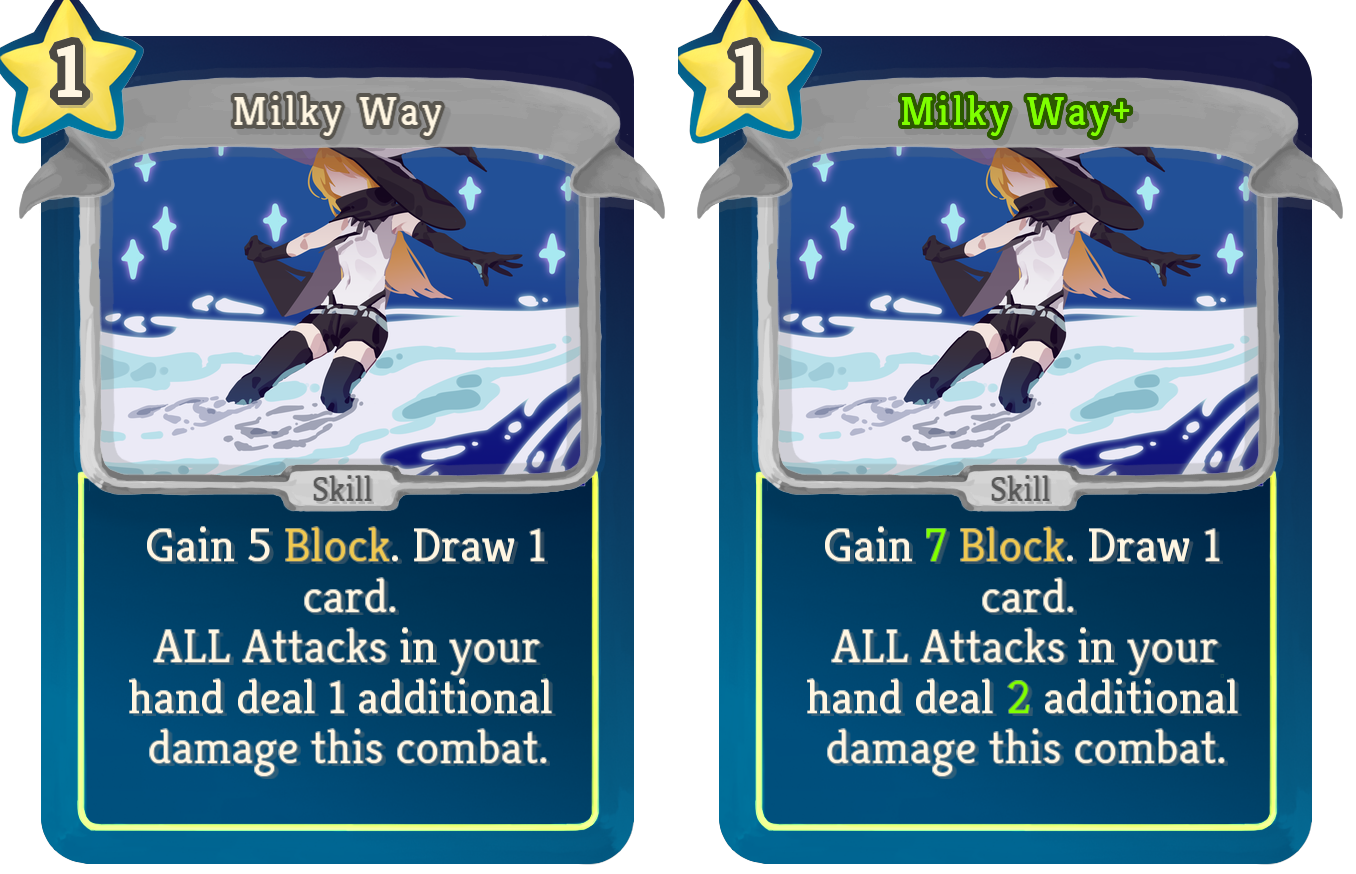 1
Milky Way
Skill
Gain 5 Block. Draw 1
card.
ALL Attacks in your
hand deal 1 additional
damage this combat.
1
Milky Way+
Skill
Gain 7 Block. Draw 1
card.
ALL Attacks in your
hand deal 2 additional
damage this combat.